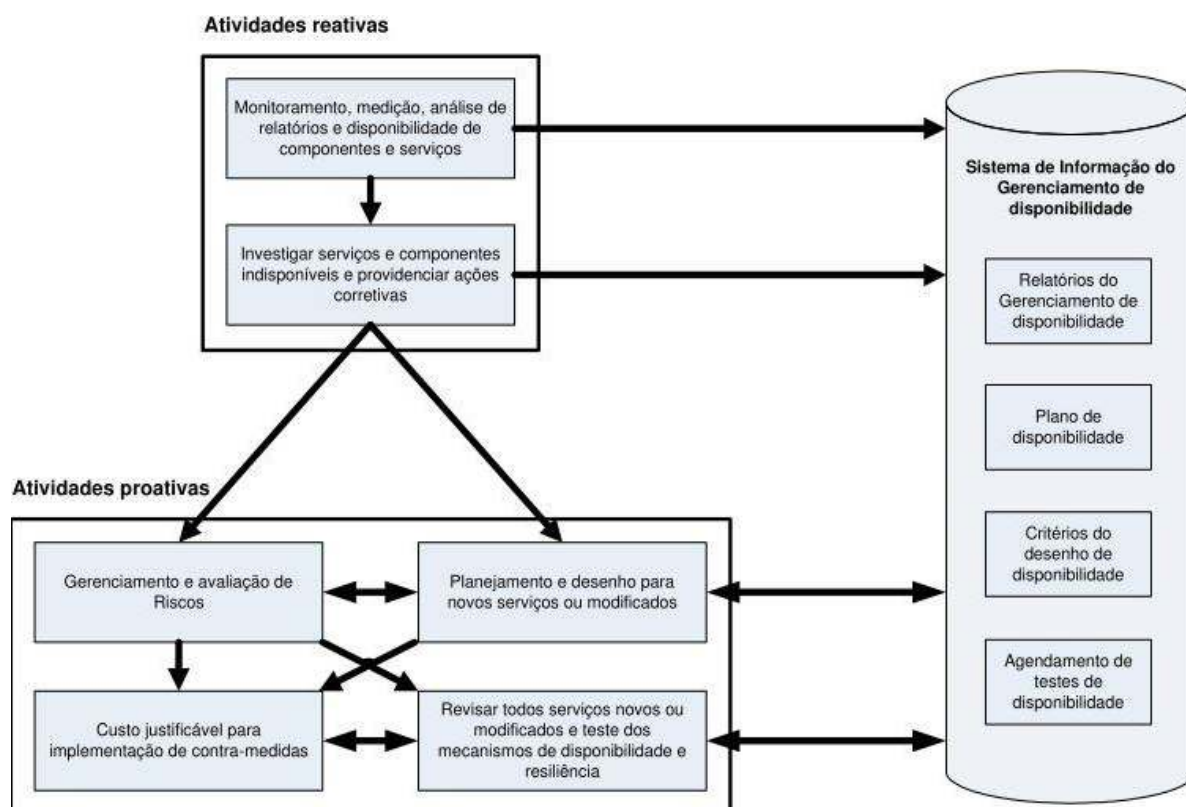 Atividades reativas
Monitoramento, medição, análise de
relatórios e disponibilidade de
componentes e serviços
Investigar serviços e componentes
indisponíveis e providenciar ações
corretivas
Sistema de Informação do
Gerenciamento de
disponibilidade
Relatórios do
Gerenciamento de
disponibilidade
Plano de
disponibilidade
Critérios do
desenho de
disponibilidade
Agendamento de
testes de
disponibilidade
Atividades proativas
Gerenciamento e avaliação de
Riscos
Planejamento e desenho para
novos serviços ou modificados
Custo justificável para
implementação de contra-medidas
Revisar todos serviços novos ou
modificados e teste dos
mecanismos de disponibilidade e
resiliência